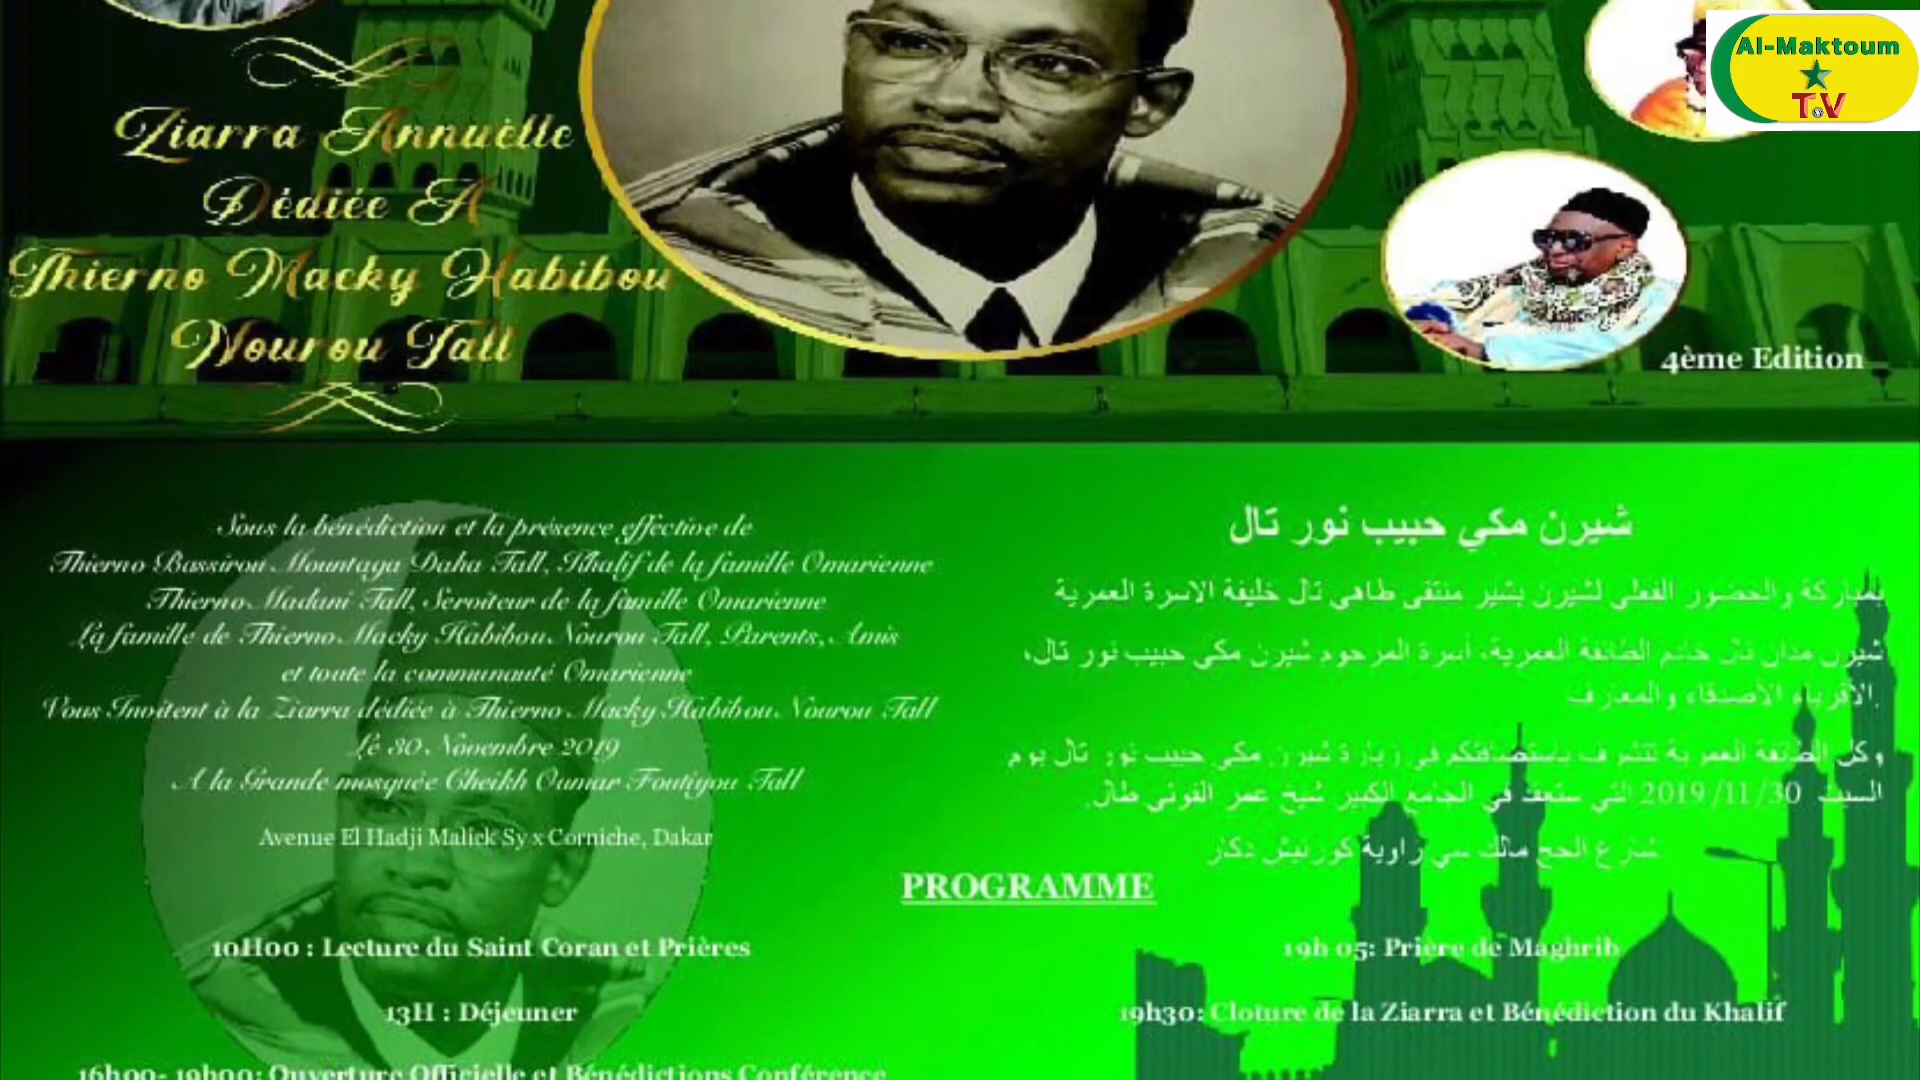 Al-Maktoum
T.V
Ziarra Annuèlle
Dédiée A
Thierno Macky Habibou
Nourou Tall
4ème Edition
Sous la bénédiction et la présence effective de
Thierno Bassirou Mountaga Daha Tall, Khalif de la famille Omarienne
Thierno Madani Tall, Serviteur de la famille Omarienne
La famille de Thierno Macky Habibou Nourou Tall, Parents, Amis
et toute la communauté Omarienne
Vous Invitent à la Ziarra dédiée à Thierno Macky Habibou Nourou Tall
Le 30 Novembre 2019
A la Grande mosquée Cheikh Oumar Foutiyou Tall
Avenue El Hadji Malick Sy x Corniche, Dakar
شيرن مكي حبيب نور تال
بمباركة والحضور الفعلي لشيرن بشير منتقى طاهى تال خليفة الاسرة العمرية
شيرن مدان تال خادم الطائفة العمرية، أسرة المرحوم شيرن مكي حبيب نور تال،
الأقرباء الأصدقاء والمعارف.
وكل الطائفة العمرية تتشرف باستضافتكم في زيارة شيرن مكي حبيب نور تال يوم
السبت 30/ 11/ 2019 التي ستعقد في الجامع الكبير شيخ عمر الفوتي طال.
شارع الحج مالك سي زاوية كورنيش دكار
PROGRAMME
10H00 : Lecture du Saint Coran et Prières
13H : Déjeuner
16h00- 19h00: Ouverture Officielle et Bénédictions Conférence
19h 05: Prière de Maghrib
19h30: Cloture de la Ziarra et Bénédiction du Khalif